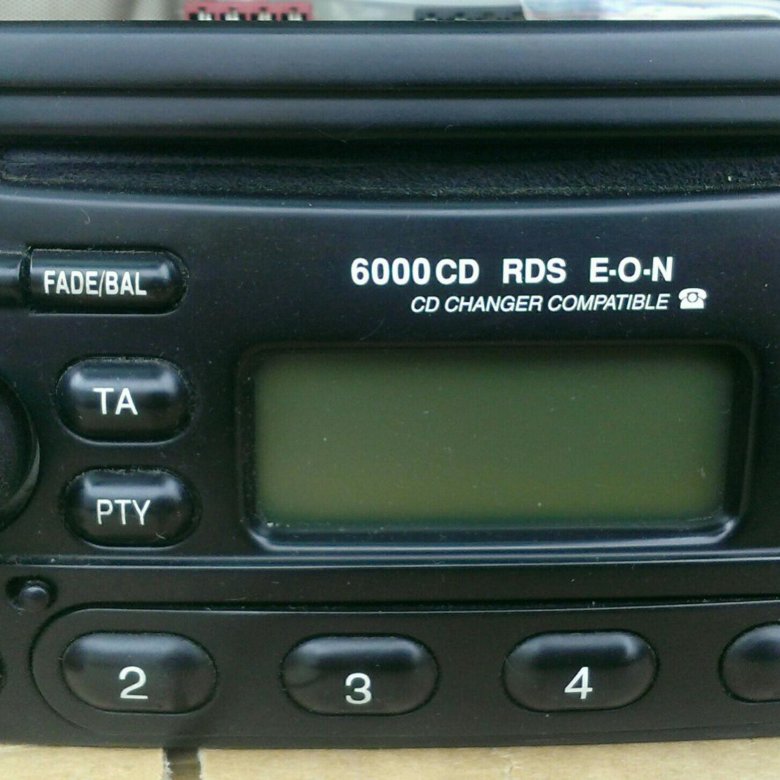 6000CD RDS E-O-N
CD CHANGER COMPATIBLE
FADE/BAL
TA
PTY
2
3
4